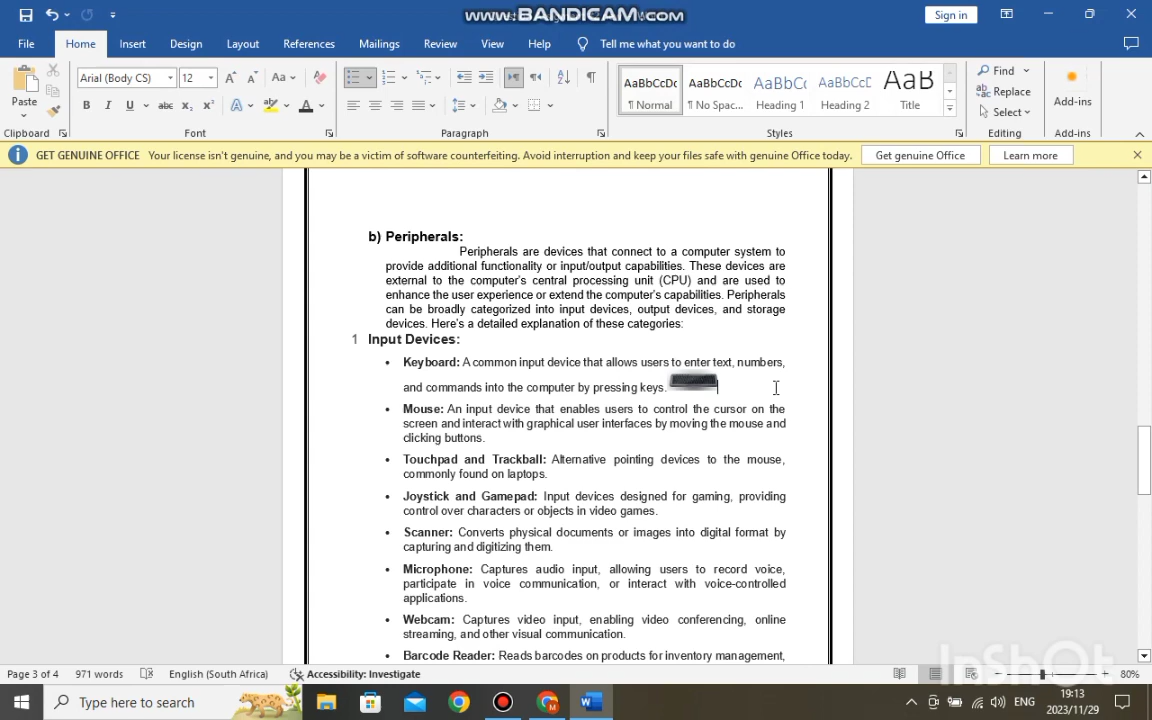 www.BANDICAM.com
Sign in
File Home Insert Design Layout References Mailings Review View Help Tell me what you want to do
Paste
Arial (Body CS) 12
Aa
B I U abc x₂ x²
AaBbCcDc AaBbCcDc AaBbCc AaBbCcD AaB
¶ Normal ¶ No Spac... Heading 1 Heading 2 Title
Find
Replace
Select
Add-ins
Clipboard Font Paragraph Styles Editing Add-ins
GET GENUINE OFFICE Your license isn't genuine, and you may be a victim of software counterfeiting. Avoid interruption and keep your files safe with genuine Office today. Get genuine Office Learn more
b) Peripherals:
Peripherals are devices that connect to a computer system to
provide additional functionality or input/output capabilities. These devices are
external to the computer's central processing unit (CPU) and are used to
enhance the user experience or extend the computer's capabilities. Peripherals
can be broadly categorized into input devices, output devices, and storage
devices. Here's a detailed explanation of these categories:
1 Input Devices:
• Keyboard: A common input device that allows users to enter text, numbers,
and commands into the computer by pressing keys.
• Mouse: An input device that enables users to control the cursor on the
screen and interact with graphical user interfaces by moving the mouse and
clicking buttons.
• Touchpad and Trackball: Alternative pointing devices to the mouse,
commonly found on laptops.
• Joystick and Gamepad: Input devices designed for gaming, providing
control over characters or objects in video games.
• Scanner: Converts physical documents or images into digital format by
capturing and digitizing them.
• Microphone: Captures audio input, allowing users to record voice,
participate in voice communication, or interact with voice-controlled
applications.
• Webcam: Captures video input, enabling video conferencing, online
streaming, and other visual communication.
• Barcode Reader: Reads barcodes on products for inventory management,
InShOt
Page 3 of 4 971 words English (South Africa) Accessibility: Investigate 80%
Type here to search
ENG
19:13
2023/11/29